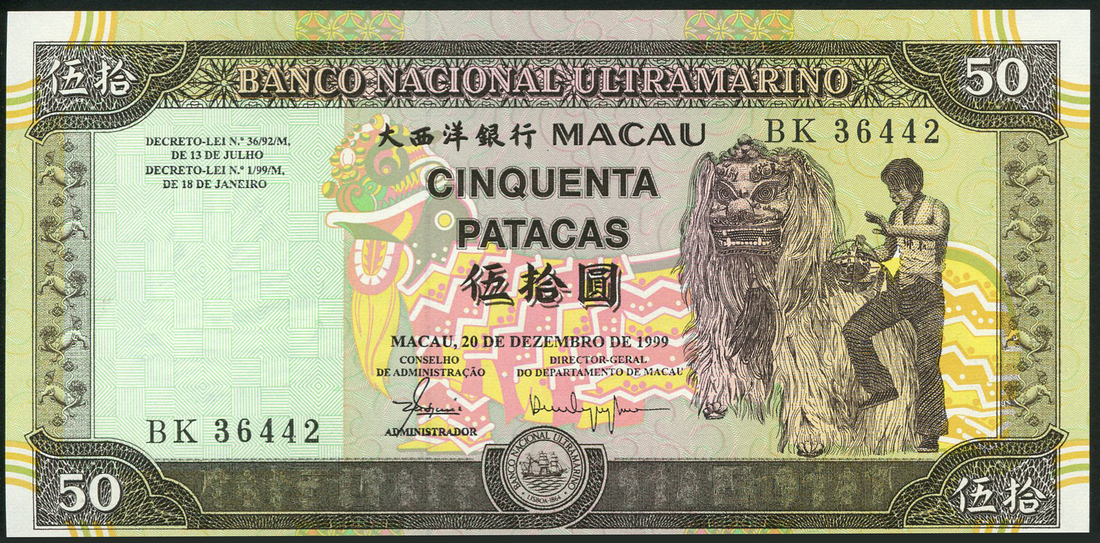 伍拾
BANCO NACIONAL ULTRAMARINO
50
DECRETO-LEI N.º 36/92/M,
DE 13 DE JULHO
DECRETO-LEI N.º 1/99/M,
DE 18 DE JANEIRO
大西洋銀行 MACAU
BK 36442
CINQUENTA
PATACAS
伍拾圓
MACAU, 20 DE DEZEMBRO DE 1999
CONSELHO
DE ADMINISTRAÇÃO
DIRECTOR-GERAL
DO DEPARTAMENTO DE MACAU
ADMINISTRADOR
BK 36442
BANCO NACIONAL ULTRAMARINO
LISBOA-1864
50
伍拾